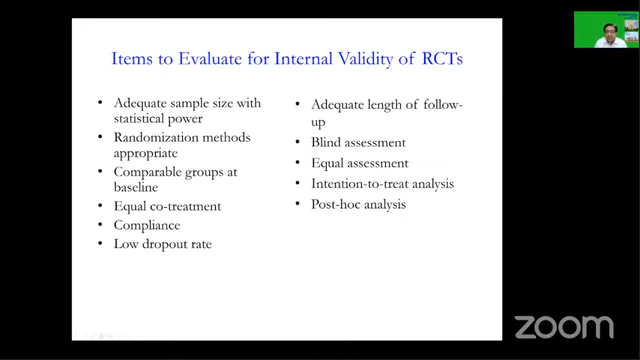 Items to Evaluate for Internal Validity of RCTs
• Adequate sample size with
statistical power
• Randomization methods
appropriate
• Comparable groups at
baseline
• Equal co-treatment
• Compliance
• Low dropout rate
• Adequate length of follow-
up
• Blind assessment
• Equal assessment
• Intention-to-treat analysis
• Post-hoc analysis
zoom